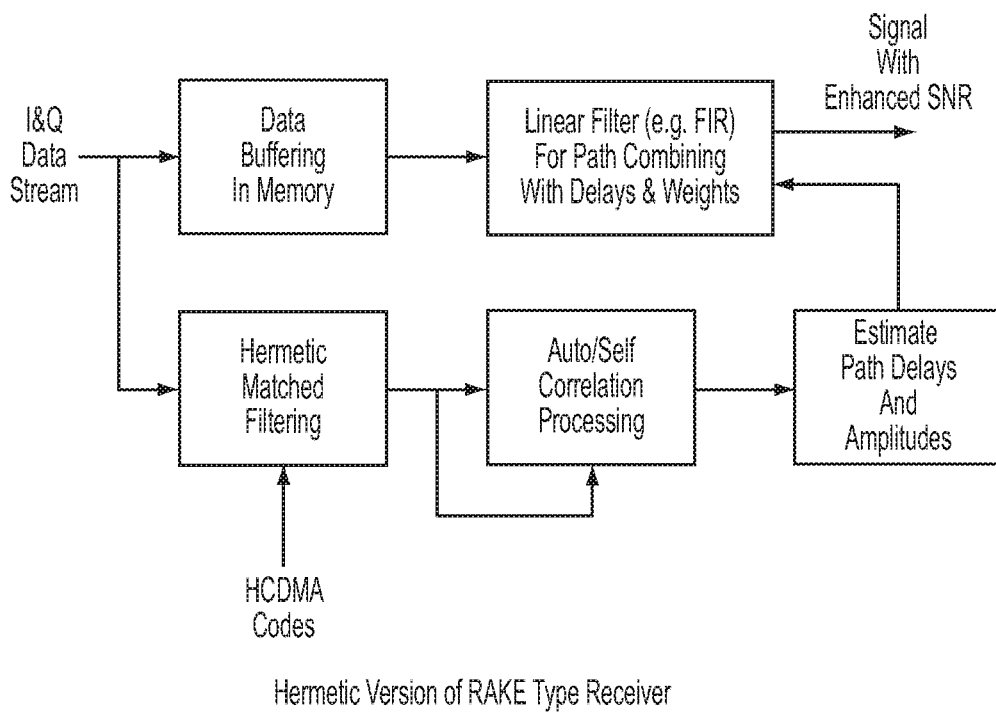 Signal
With
Enhanced SNR
I&Q
Data
Stream
Data
Buffering
In Memory
Linear Filter (e.g. FIR)
For Path Combining
With Delays & Weights
Hermetic
Matched
Filtering
Auto/Self
Correlation
Processing
Estimate
Path Delays
And
Amplitudes
HCDMA
Codes
Hermetic Version of RAKE Type Receiver